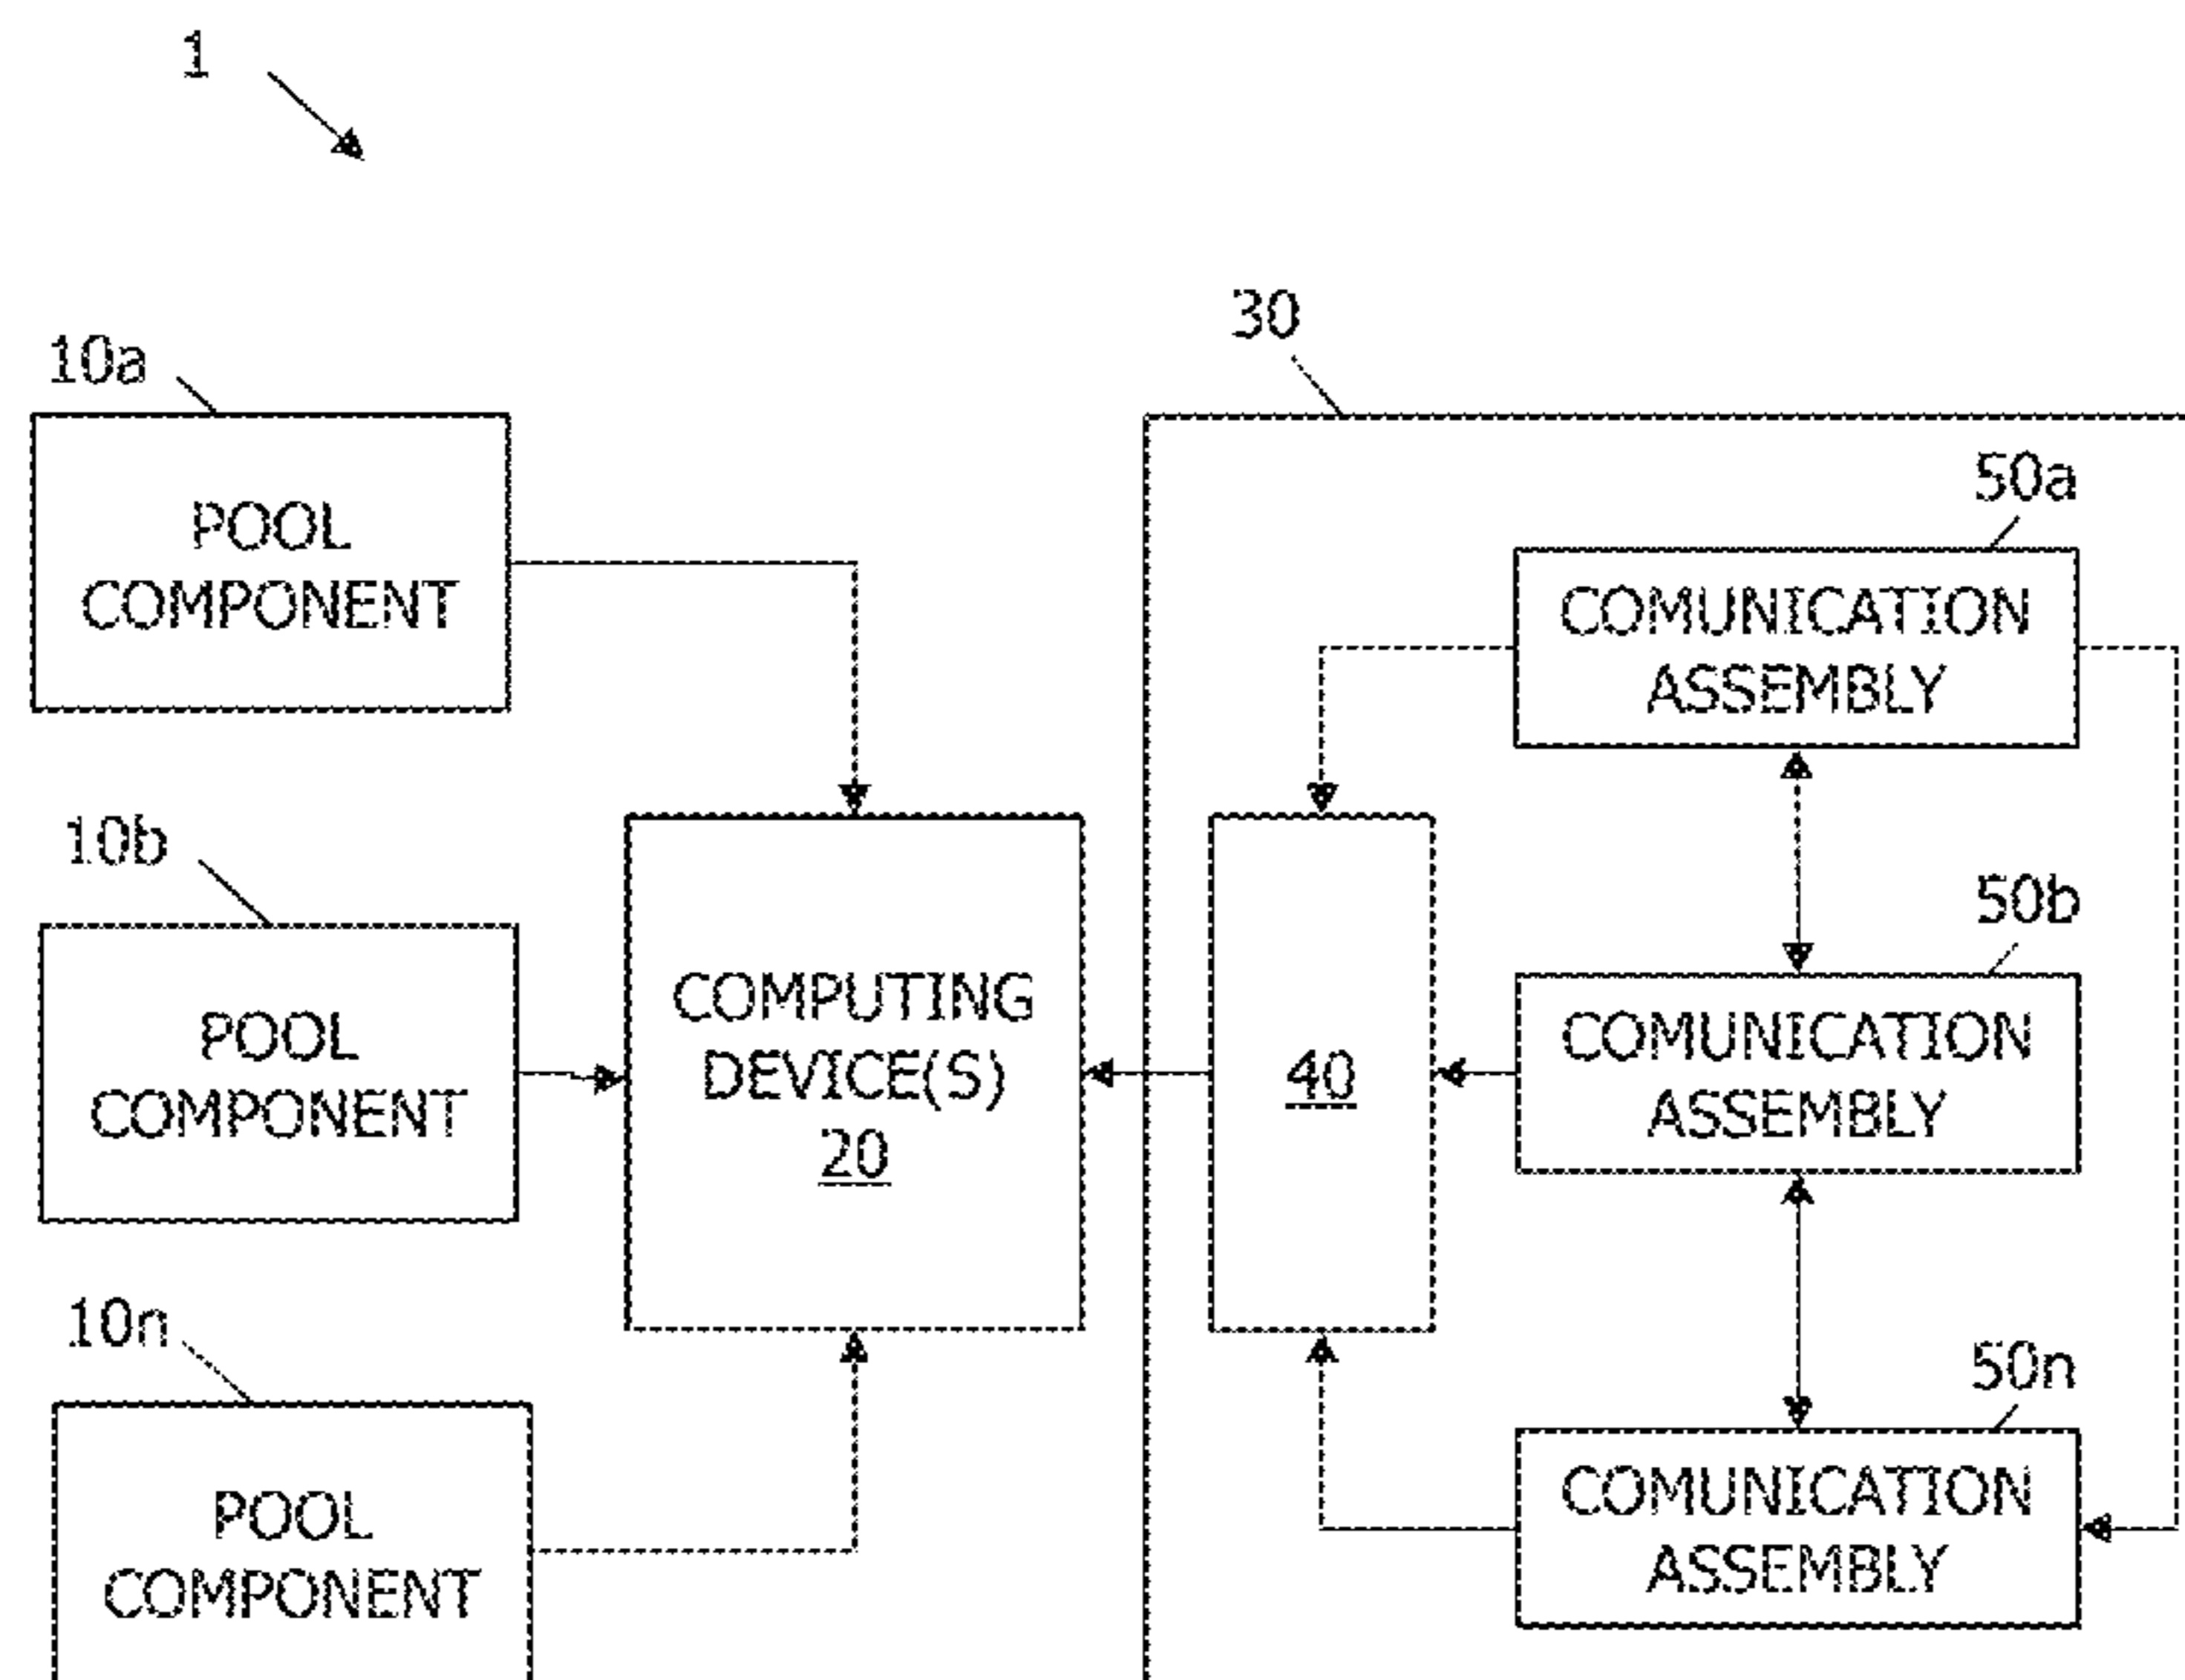 1
30
10a
POOL
COMPONENT
50a
COMUNICATION
ASSEMBLY
10b
POOL
COMPONENT
COMPUTING
DEVICE(S)
20
40
50b
COMUNICATION
ASSEMBLY
10n
POOL
COMPONENT
50n
COMUNICATION
ASSEMBLY